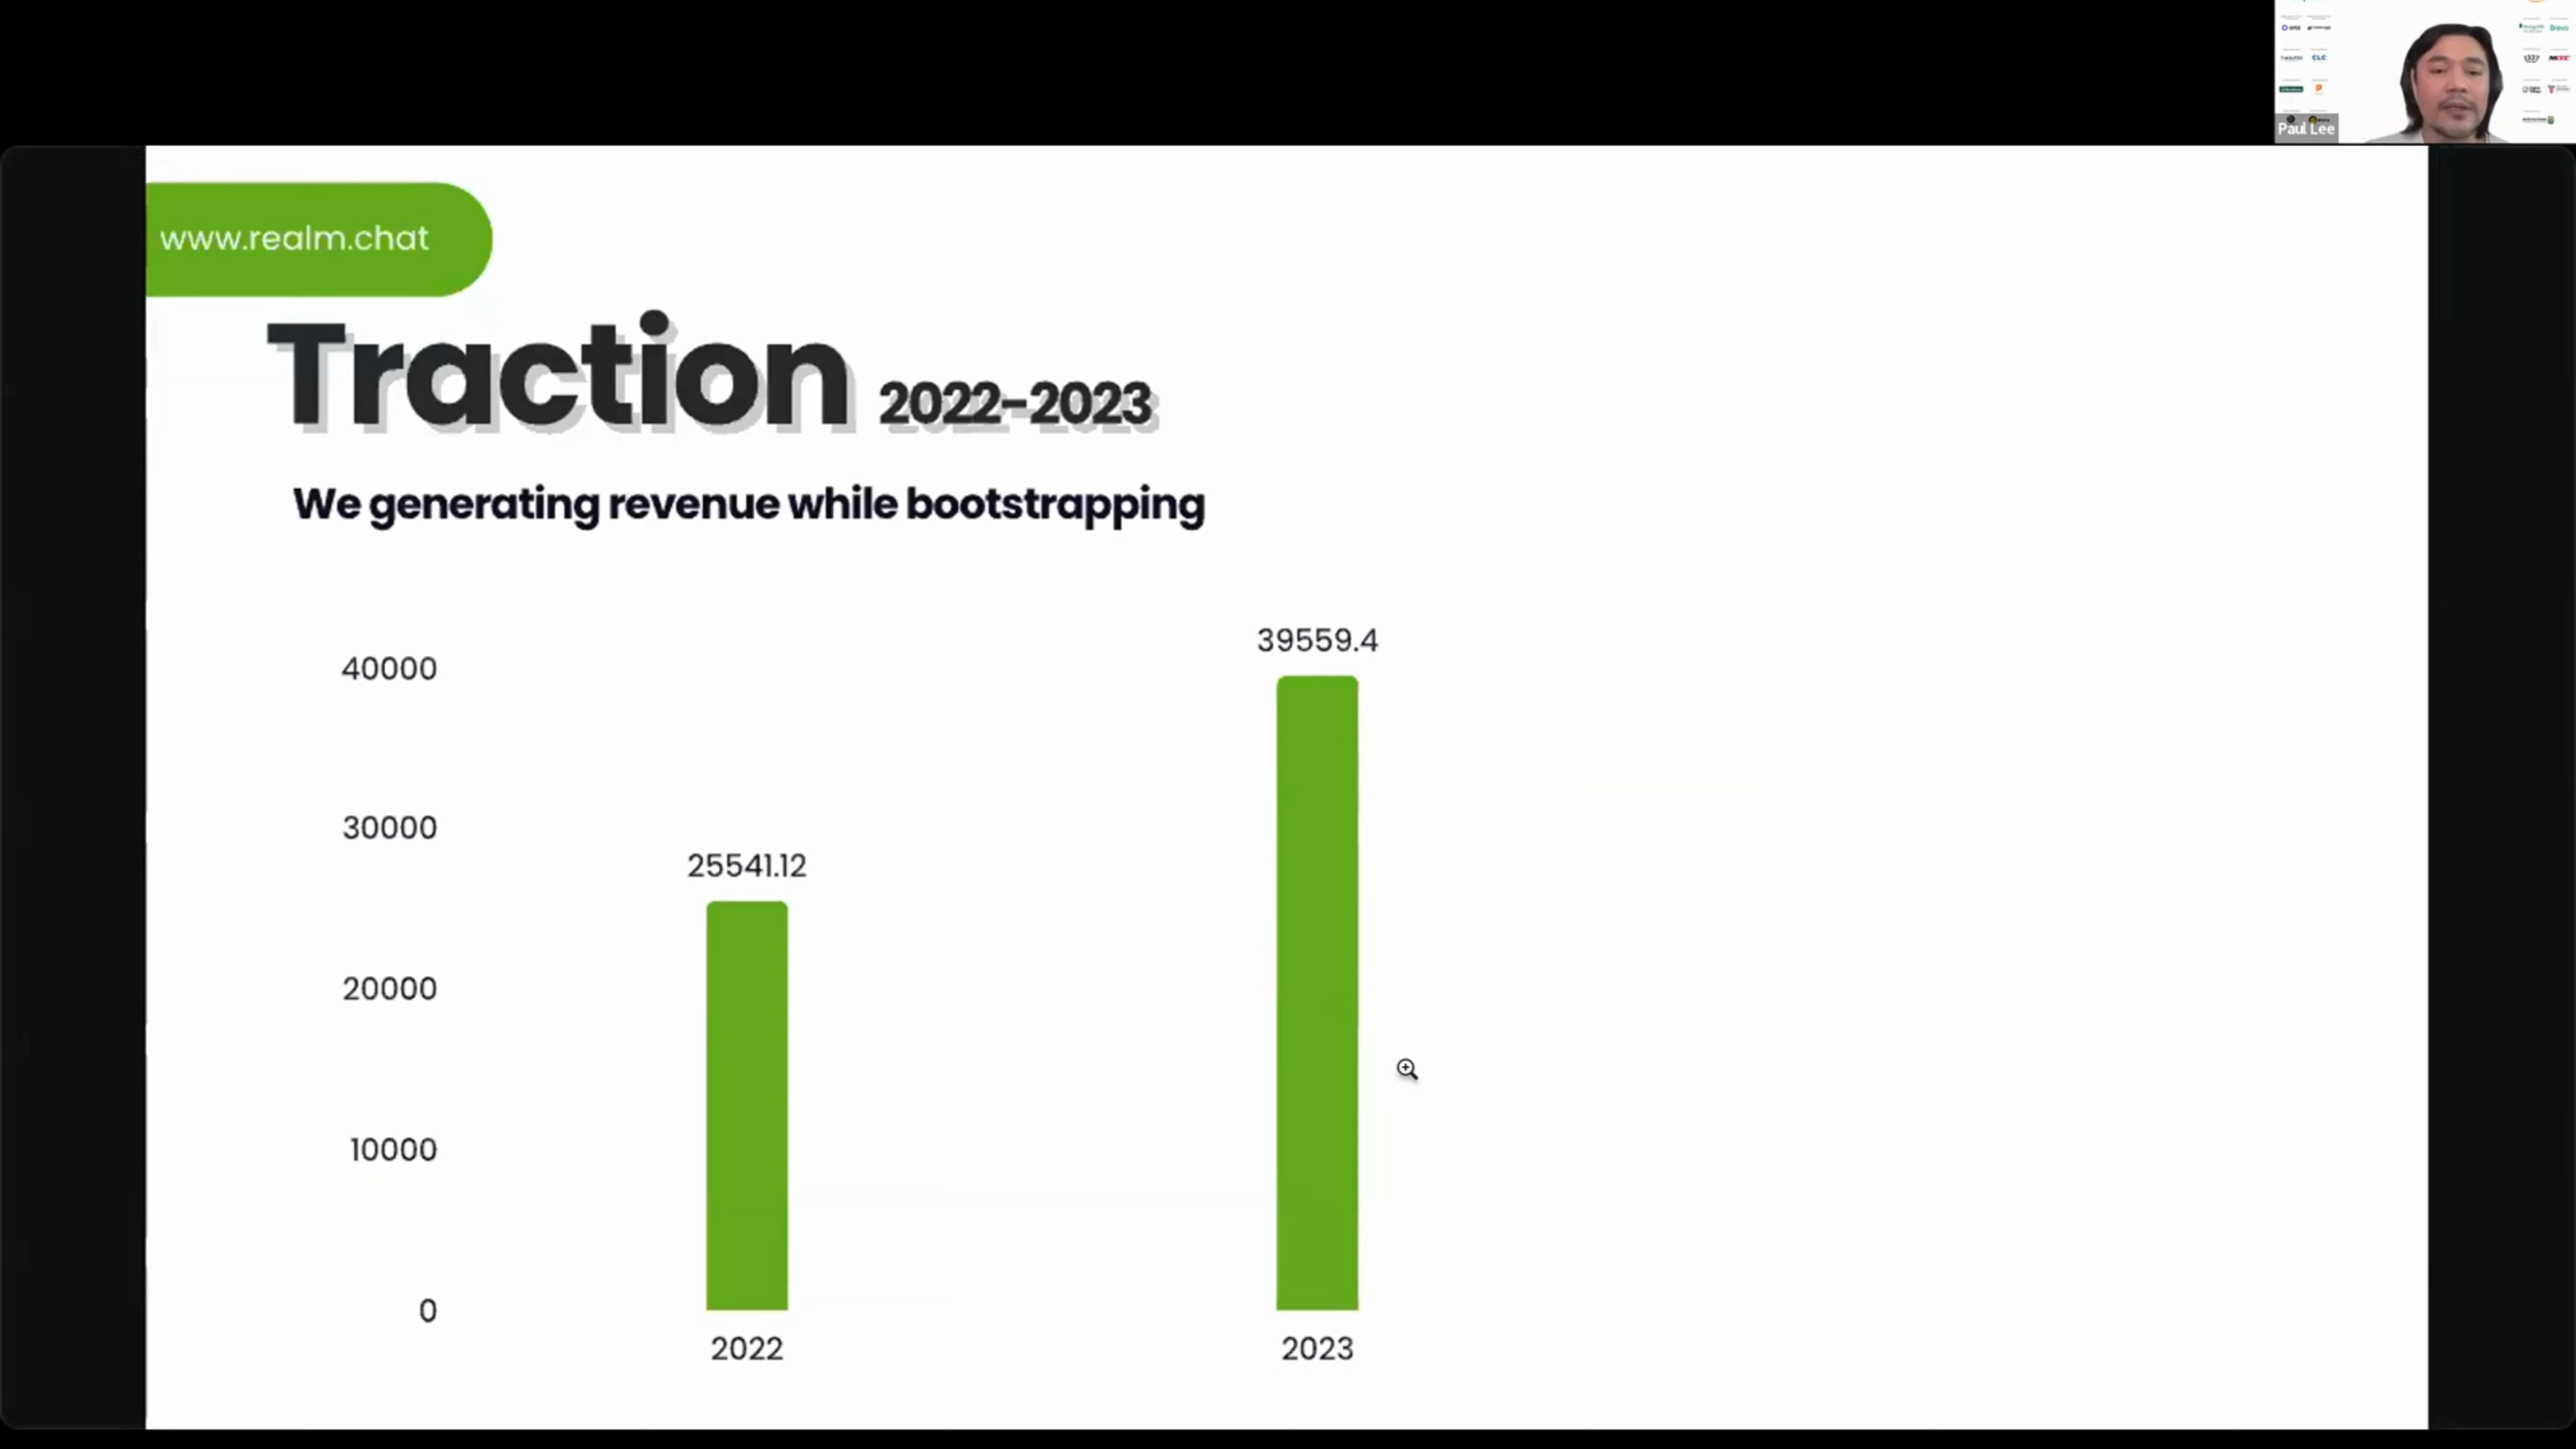 CLC
Paul Lee
www.realm.chat
Traction 2022-2023
We generating revenue while bootstrapping
40000
30000
20000
10000
0
25541.12
39559.4
2022
2023